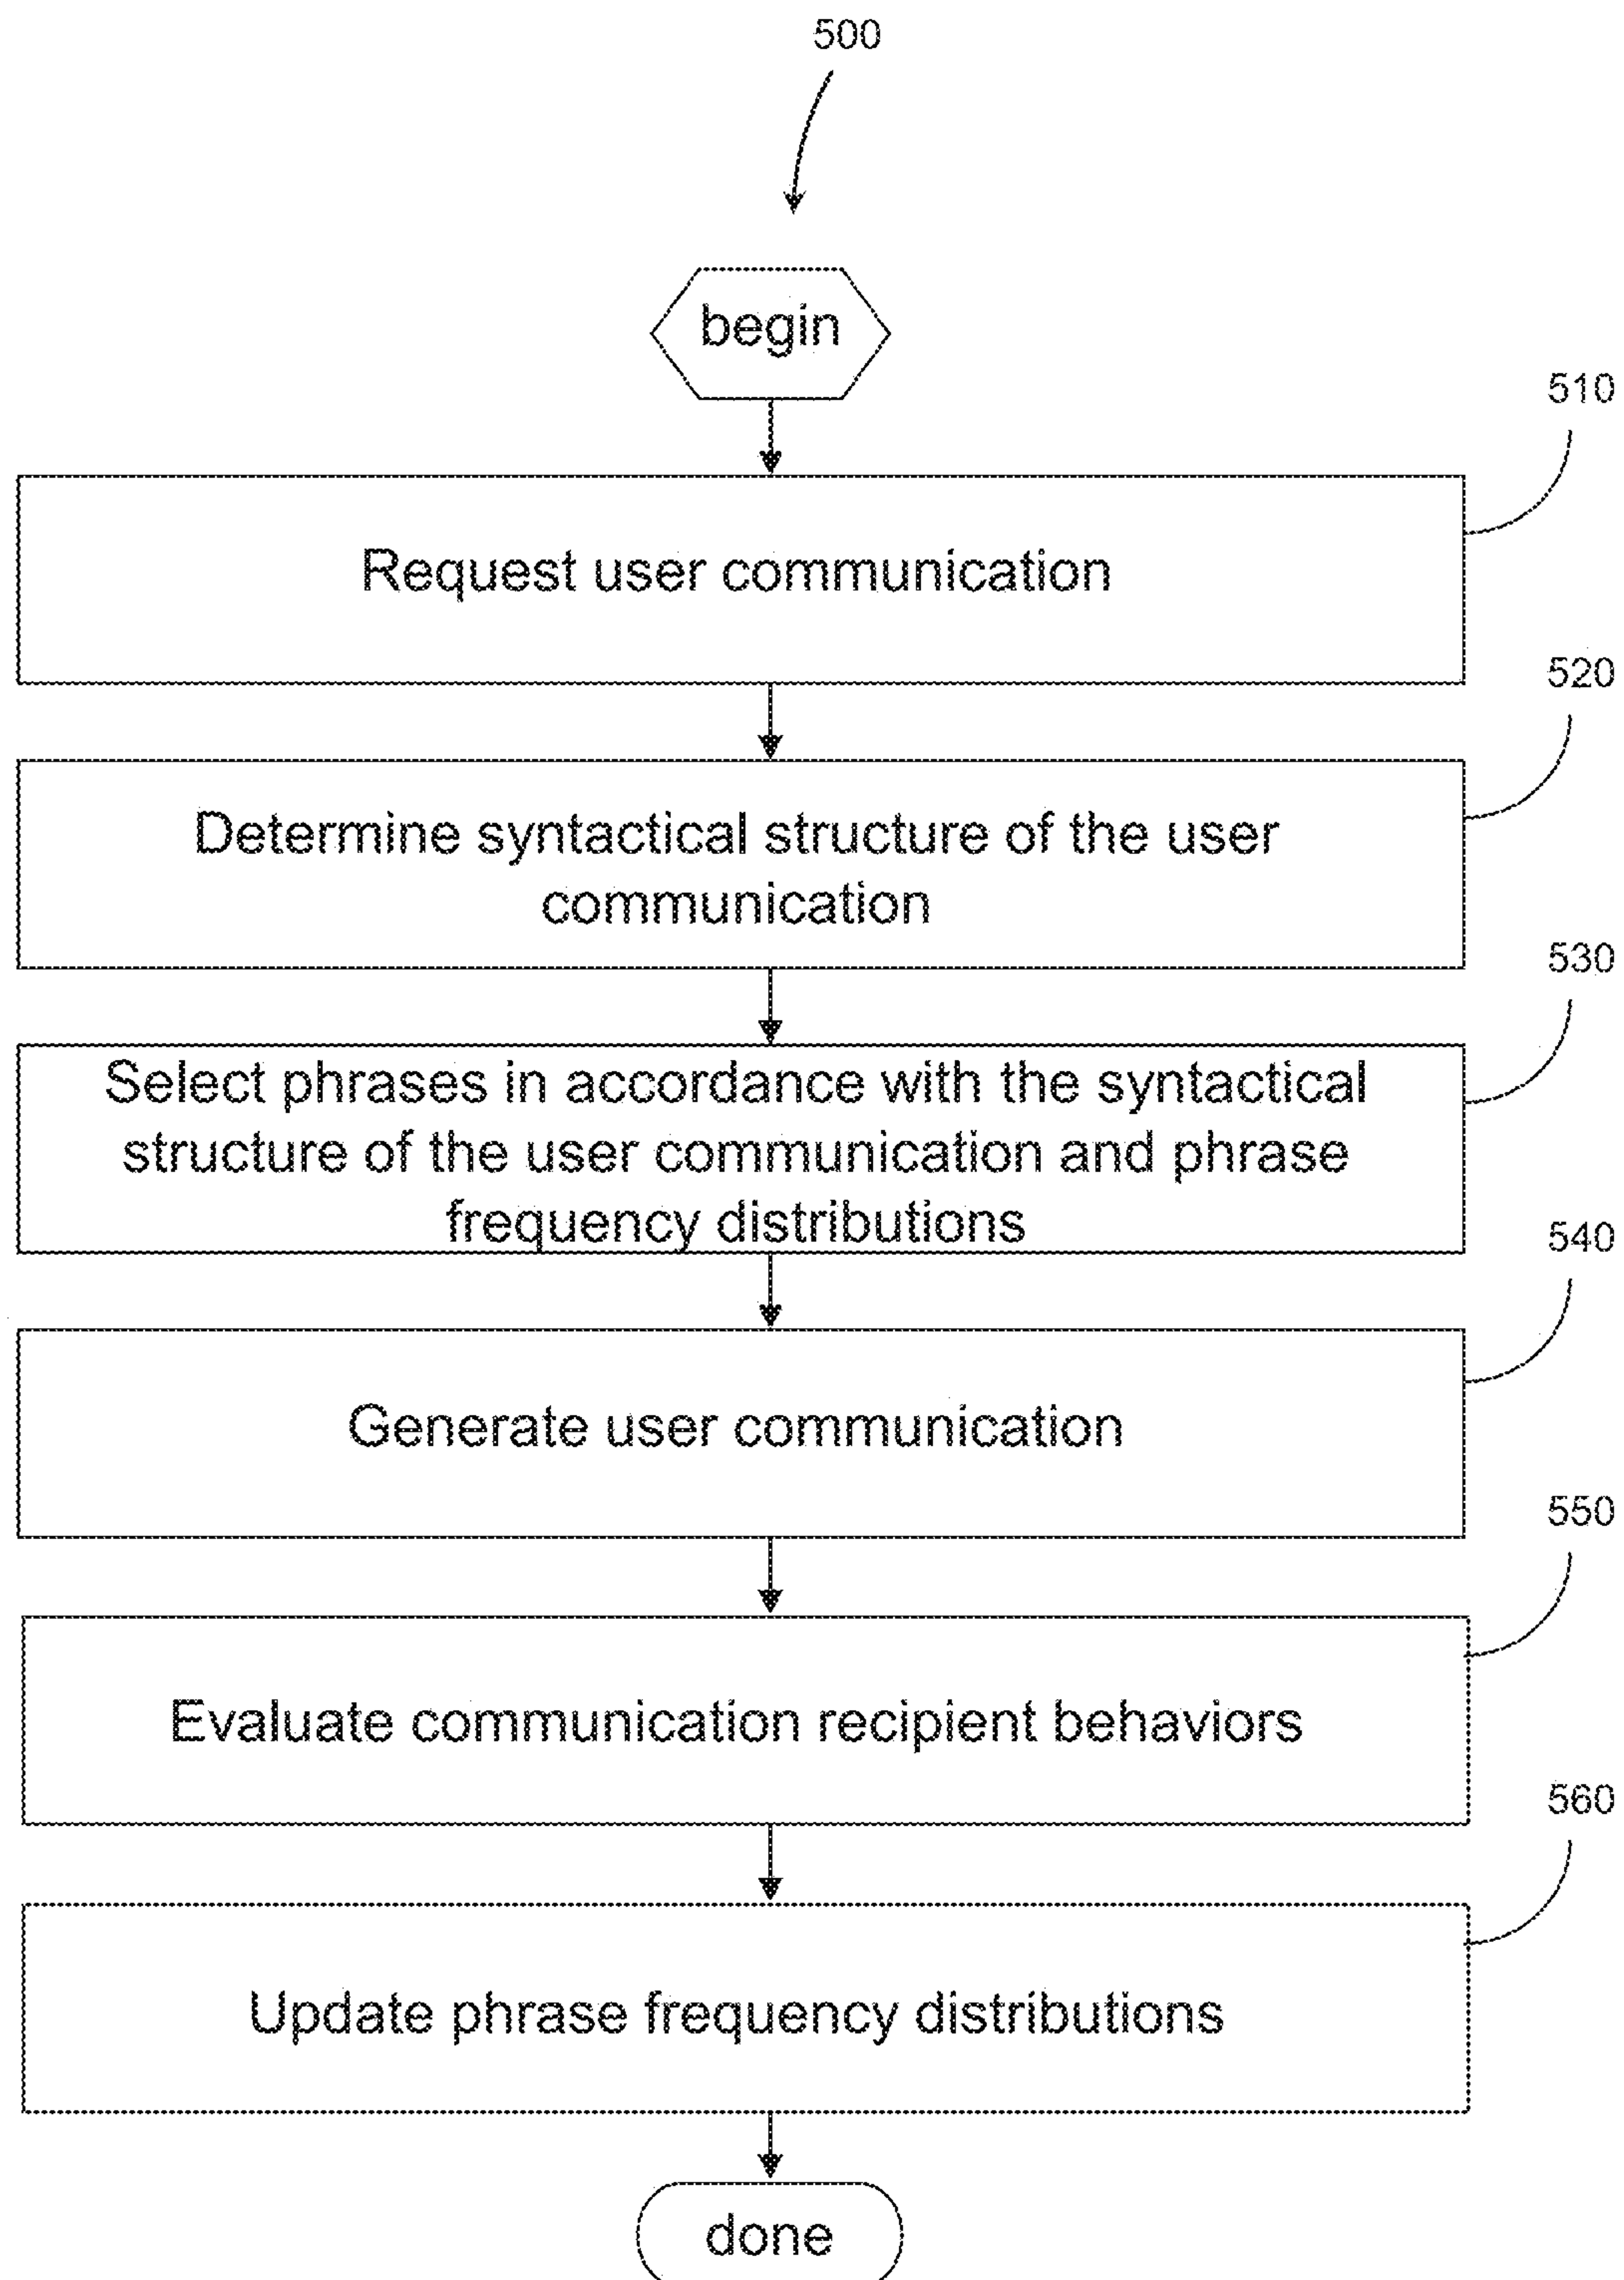 500
begin
510
Request user communication
520
Determine syntactical structure of the user
communication
530
Select phrases in accordance with the syntactical
structure of the user communication and phrase
frequency distributions
540
Generate user communication
550
Evaluate communication recipient behaviors
560
Update phrase frequency distributions
done